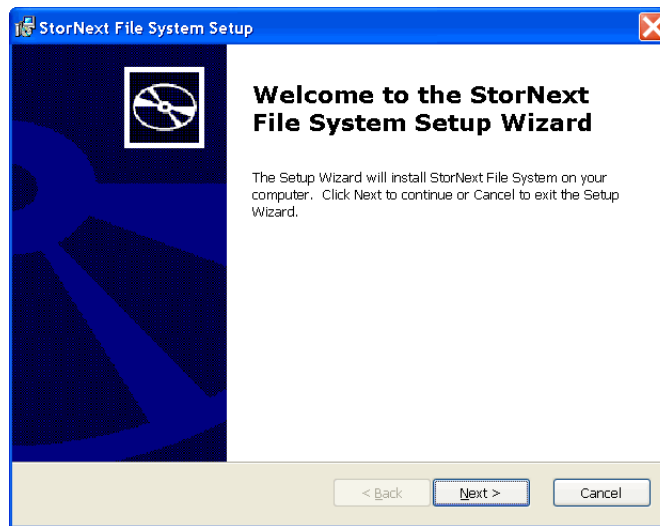 StorNext File System Setup
Welcome to the StorNext
File System Setup Wizard
The Setup Wizard will install StorNext File System on your
computer. Click Next to continue or Cancel to exit the Setup
Wizard.
< Back Next > Cancel